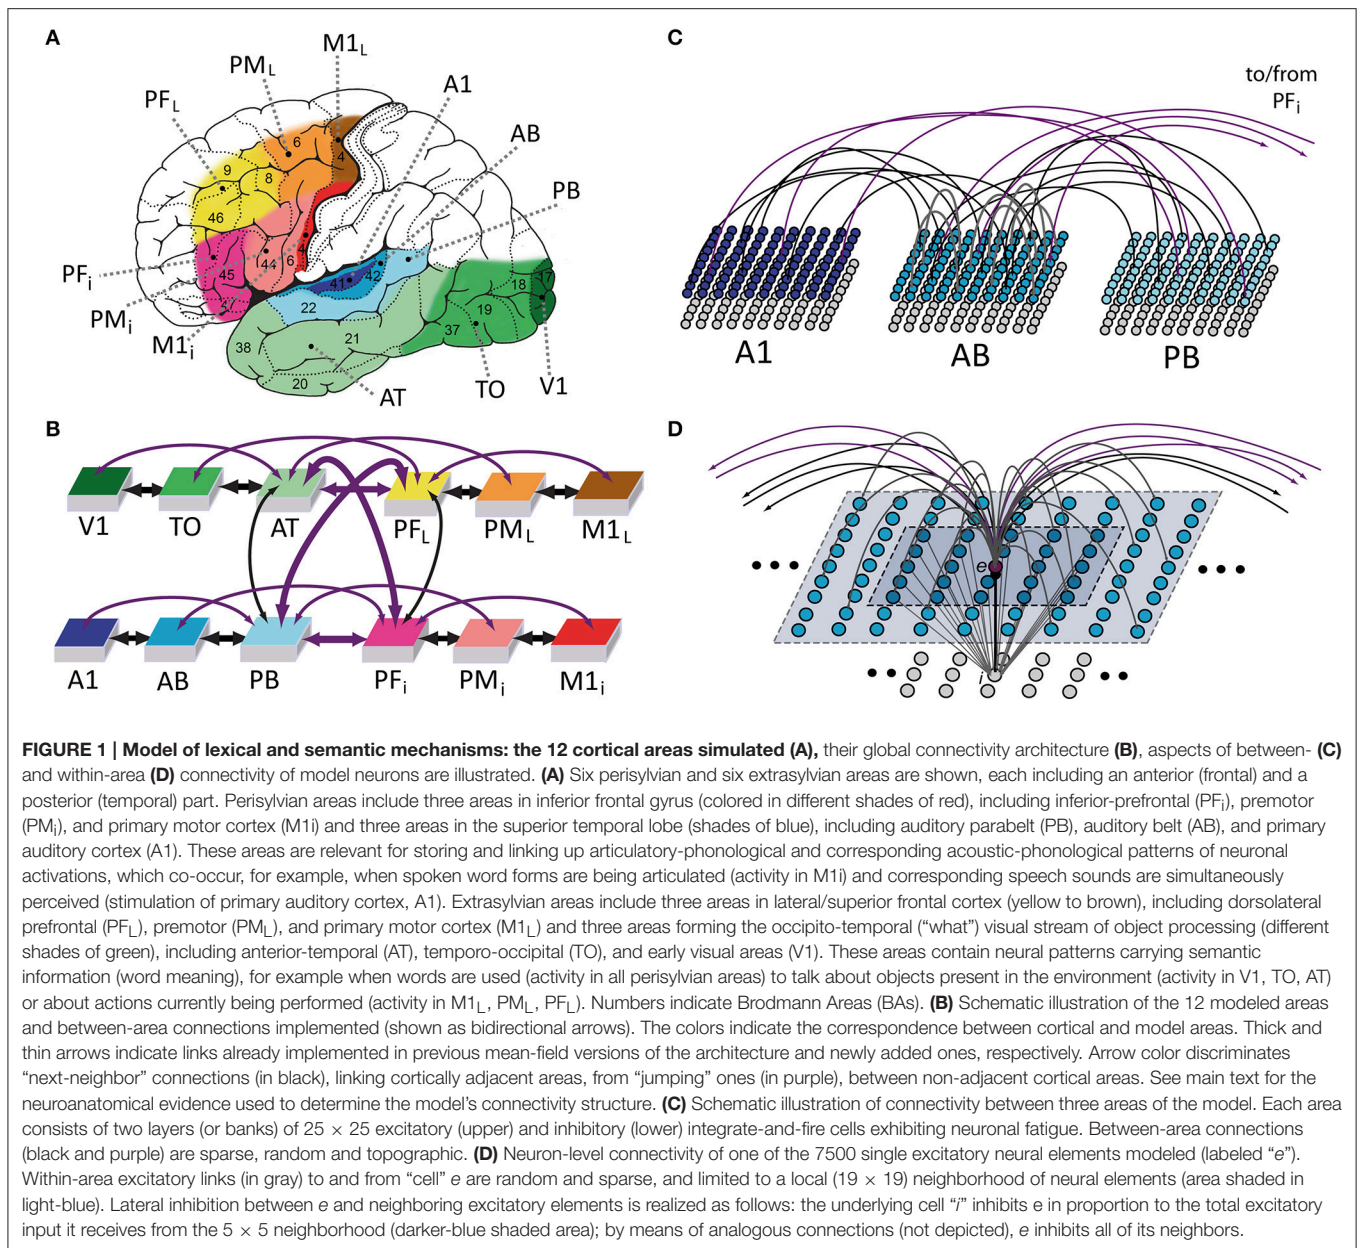 A
M1L
PML
A1
PFL
AB
PB
9
6
8
4
46
45
44
6
4
47
41
42
22
38
21
20
37
19
18
17
PFi
PMi
M1i
AT
TO
V1
C
to/from
PFi
A1
AB
PB
B
V1
TO
AT
PFL
PML
M1L
A1
AB
PB
PFi
PMi
M1i
D
e
i
FIGURE 1 | Model of lexical and semantic mechanisms: the 12 cortical areas simulated (A), their global connectivity architecture (B), aspects of between- (C)
and within-area (D) connectivity of model neurons are illustrated. (A) Six perisylvian and six extrasylvian areas are shown, each including an anterior (frontal) and a
posterior (temporal) part. Perisylvian areas include three areas in inferior frontal gyrus (colored in different shades of red), including inferior-prefrontal (PFi), premotor
(PMi), and primary motor cortex (M1i) and three areas in the superior temporal lobe (shades of blue), including auditory parabelt (PB), auditory belt (AB), and primary
auditory cortex (A1). These areas are relevant for storing and linking up articulatory-phonological and corresponding acoustic-phonological patterns of neuronal
activations, which co-occur, for example, when spoken word forms are being articulated (activity in M1i) and corresponding speech sounds are simultaneously
perceived (stimulation of primary auditory cortex, A1). Extrasylvian areas include three areas in lateral/superior frontal cortex (yellow to brown), including dorsolateral
prefrontal (PFL), premotor (PML), and primary motor cortex (M1L) and three areas forming the occipito-temporal (“what”) visual stream of object processing (different
shades of green), including anterior-temporal (AT), temporo-occipital (TO), and early visual areas (V1). These areas contain neural patterns carrying semantic
information (word meaning), for example when words are used (activity in all perisylvian areas) to talk about objects present in the environment (activity in V1, TO, AT)
or about actions currently being performed (activity in M1L, PML, PFL). Numbers indicate Brodmann Areas (BAs). (B) Schematic illustration of the 12 modeled areas
and between-area connections implemented (shown as bidirectional arrows). The colors indicate the correspondence between cortical and model areas. Thick and
thin arrows indicate links already implemented in previous mean-field versions of the architecture and newly added ones, respectively. Arrow color discriminates
“next-neighbor” connections (in black), linking cortically adjacent areas, from “jumping” ones (in purple), between non-adjacent cortical areas. See main text for the
neuroanatomical evidence used to determine the model’s connectivity structure. (C) Schematic illustration of connectivity between three areas of the model. Each area
consists of two layers (or banks) of 25 × 25 excitatory (upper) and inhibitory (lower) integrate-and-fire cells exhibiting neuronal fatigue. Between-area connections
(black and purple) are sparse, random and topographic. (D) Neuron-level connectivity of one of the 7500 single excitatory neural elements modeled (labeled “e”).
Within-area excitatory links (in gray) to and from “cell” e are random and sparse, and limited to a local (19 × 19) neighborhood of neural elements (area shaded in
light-blue). Lateral inhibition between e and neighboring excitatory elements is realized as follows: the underlying cell “i” inhibits e in proportion to the total excitatory
input it receives from the 5 × 5 neighborhood (darker-blue shaded area); by means of analogous connections (not depicted), e inhibits all of its neighbors.